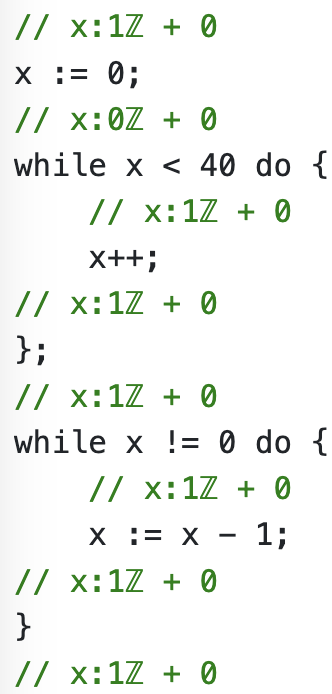 // x:1ℤ + 0
x := 0;
// x:0ℤ + 0
while x < 40 do {
    // x:1ℤ + 0
    x++;
// x:1ℤ + 0
};
// x:1ℤ + 0
while x != 0 do {
    // x:1ℤ + 0
    x := x - 1;
// x:1ℤ + 0
}
// x:1ℤ + 0